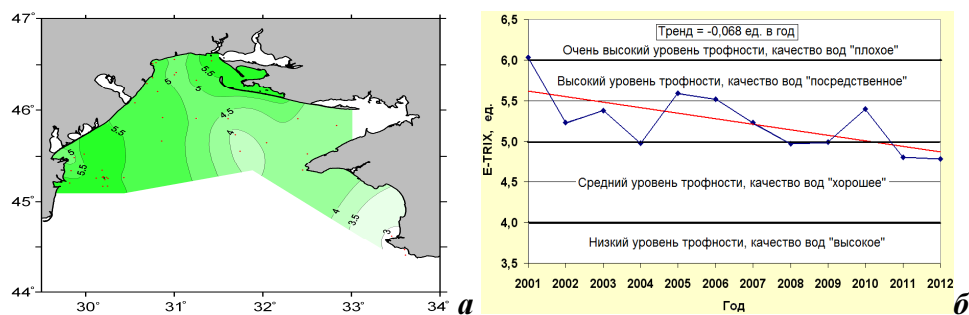 47°
46°
45°
44°
30°
31°
32°
33°
34°
5.5
6
5.5
5
4.5
4
5.5
6
5.5
4
3.5
3
а
6,5
6,0
5,5
5,0
4,5
4,0
3,5
E-TRIX, ед.
Тренд = -0,068 ед. в год
Очень высокий уровень трофности, качество вод "плохое"
Высокий уровень трофности, качество вод "посредственное"
Средний уровень трофности, качество вод "хорошее"
Низкий уровень трофности, качество вод "высокое"
2001 2002 2003 2004 2005 2006 2007 2008 2009 2010 2011 2012
Год
б